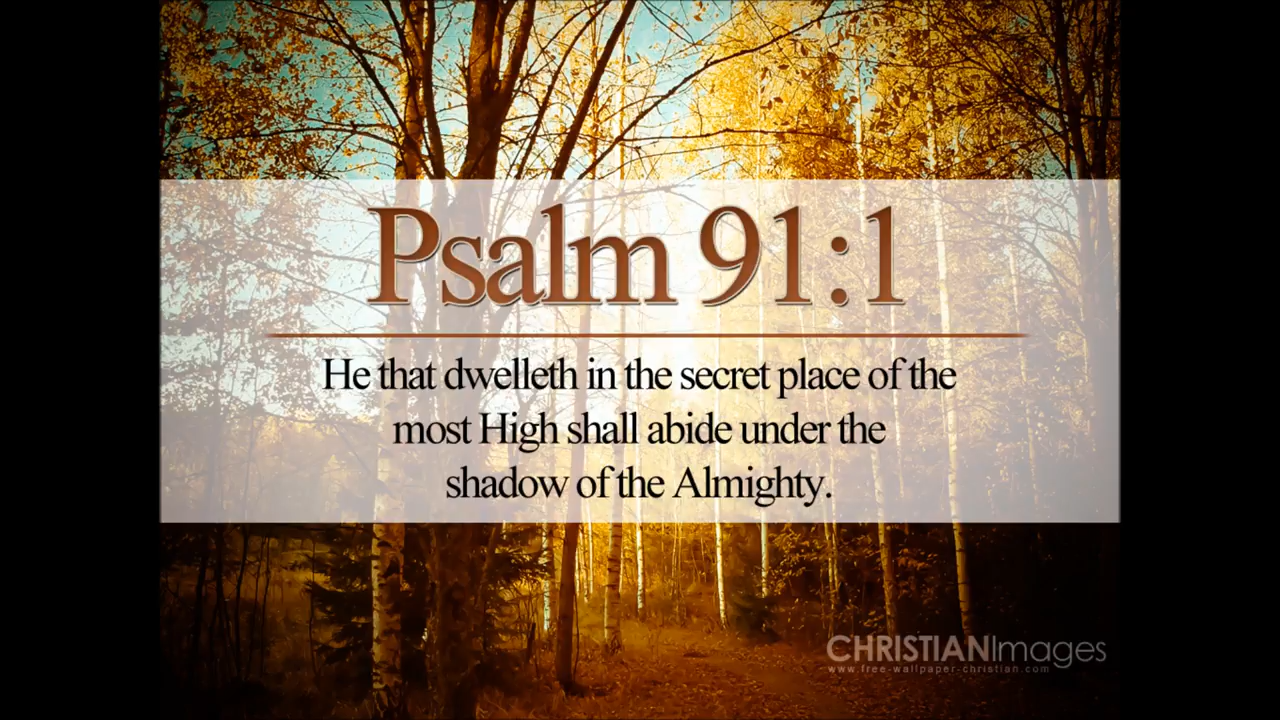 Psalm 91:1
He that dwelleth in the secret place of the
most High shall abide under the
shadow of the Almighty.
CHRISTIANImages
www.free-wallpaper-christian.com